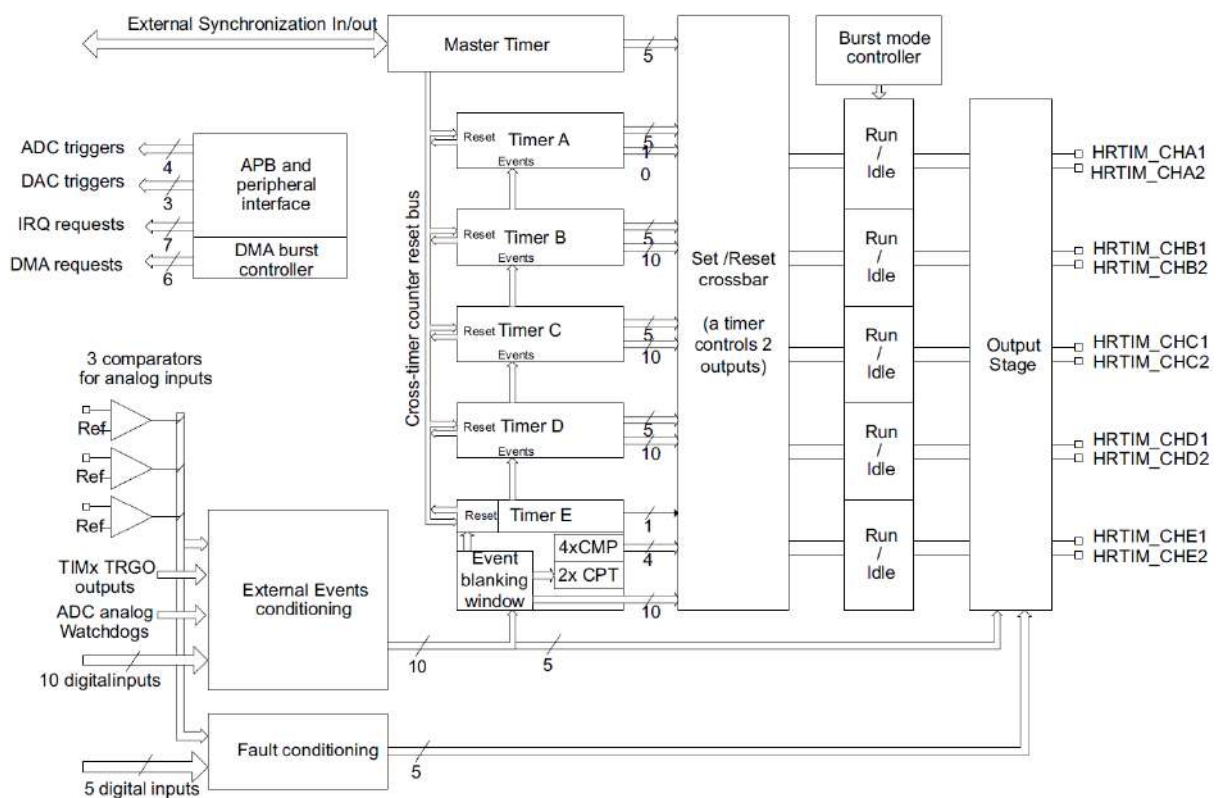 External Synchronization In/out
Master Timer
5
Burst mode
controller
ADC triggers
4
DAC triggers
3
IRQ requests
7
DMA requests
6
APB and
peripheral
interface
DMA burst
controller
Cross-timer counter reset bus
Reset
Timer A
Events
5
1
0
Reset
Timer B
Events
5
10
Reset
Timer C
Events
5
10
Reset
Timer D
Events
5
10
Reset
Timer E
1
4xCMP
4
2x CPT
Event
blanking
window
10
Set /Reset
crossbar
(a timer
controls 2
outputs)
Run
/
Idle
Run
/
Idle
Run
/
Idle
Run
/
Idle
Run
/
Idle
Output
Stage
HRTIM_CHA1
HRTIM_CHA2
HRTIM_CHB1
HRTIM_CHB2
HRTIM_CHC1
HRTIM_CHC2
HRTIM_CHD1
HRTIM_CHD2
HRTIM_CHE1
HRTIM_CHE2
3 comparators
for analog inputs
Ref
Ref
Ref
TIMx TRGO
outputs
ADC analog
Watchdogs
10 digitalinputs
External Events
conditioning
10
5
Fault conditioning
5
5 digital inputs